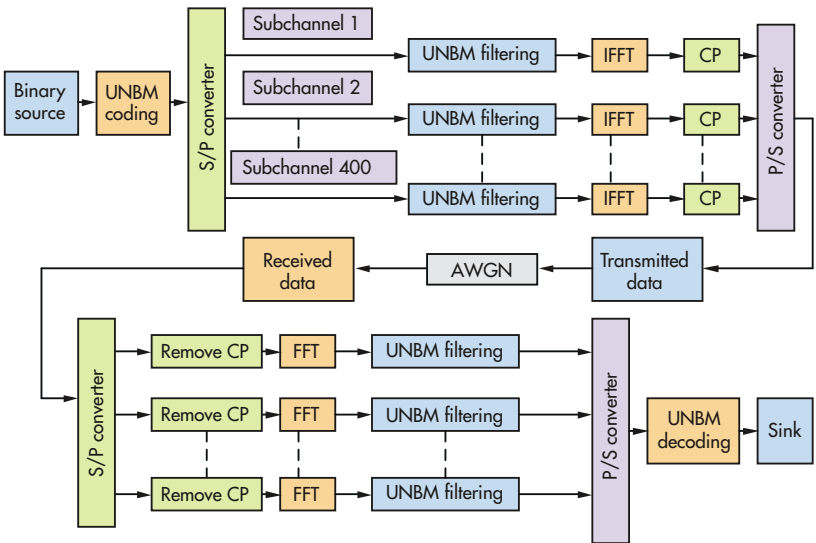 Binary
source
UNBM
coding
S/P converter
Subchannel 1
Subchannel 2
Subchannel 400
UNBM filtering
IFFT
CP
UNBM filtering
IFFT
CP
UNBM filtering
IFFT
CP
P/S converter
Transmitted
data
AWGN
Received
data
S/P converter
Remove CP
FFT
UNBM filtering
Remove CP
FFT
UNBM filtering
Remove CP
FFT
UNBM filtering
P/S converter
UNBM
decoding
Sink